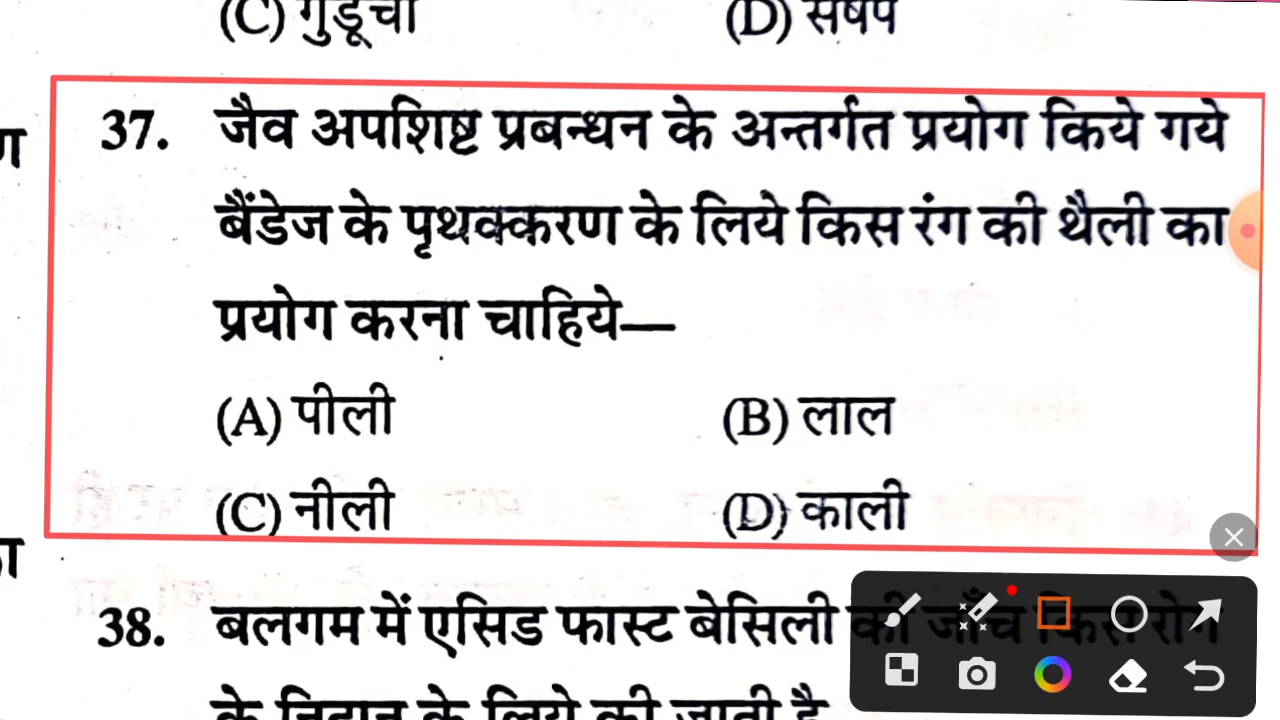 (C) गुडूची (D) सर्षप
37. जैव अपशिष्ट प्रबन्धन के अन्तर्गत प्रयोग किये गये
बैंडेज के पृथक्करण के लिये किस रंग की थैली का
प्रयोग करना चाहिये—
(A) पीली (B) लाल
(C) नीली (D) काली
38. बलगम में एसिड फास्ट बेसिली की जाँच किस रोग
के निदान के लिये की जाती है